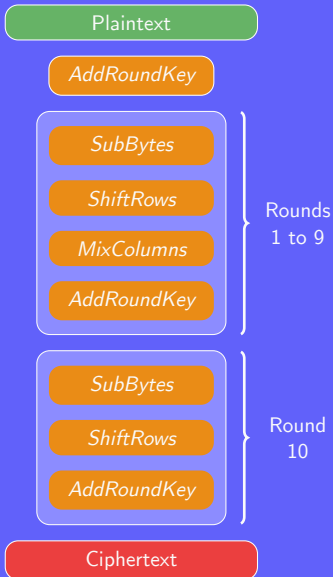 Plaintext
AddRoundKey
SubBytes
ShiftRows
MixColumns
AddRoundKey
Rounds
1 to 9
SubBytes
ShiftRows
AddRoundKey
Round
10
Ciphertext